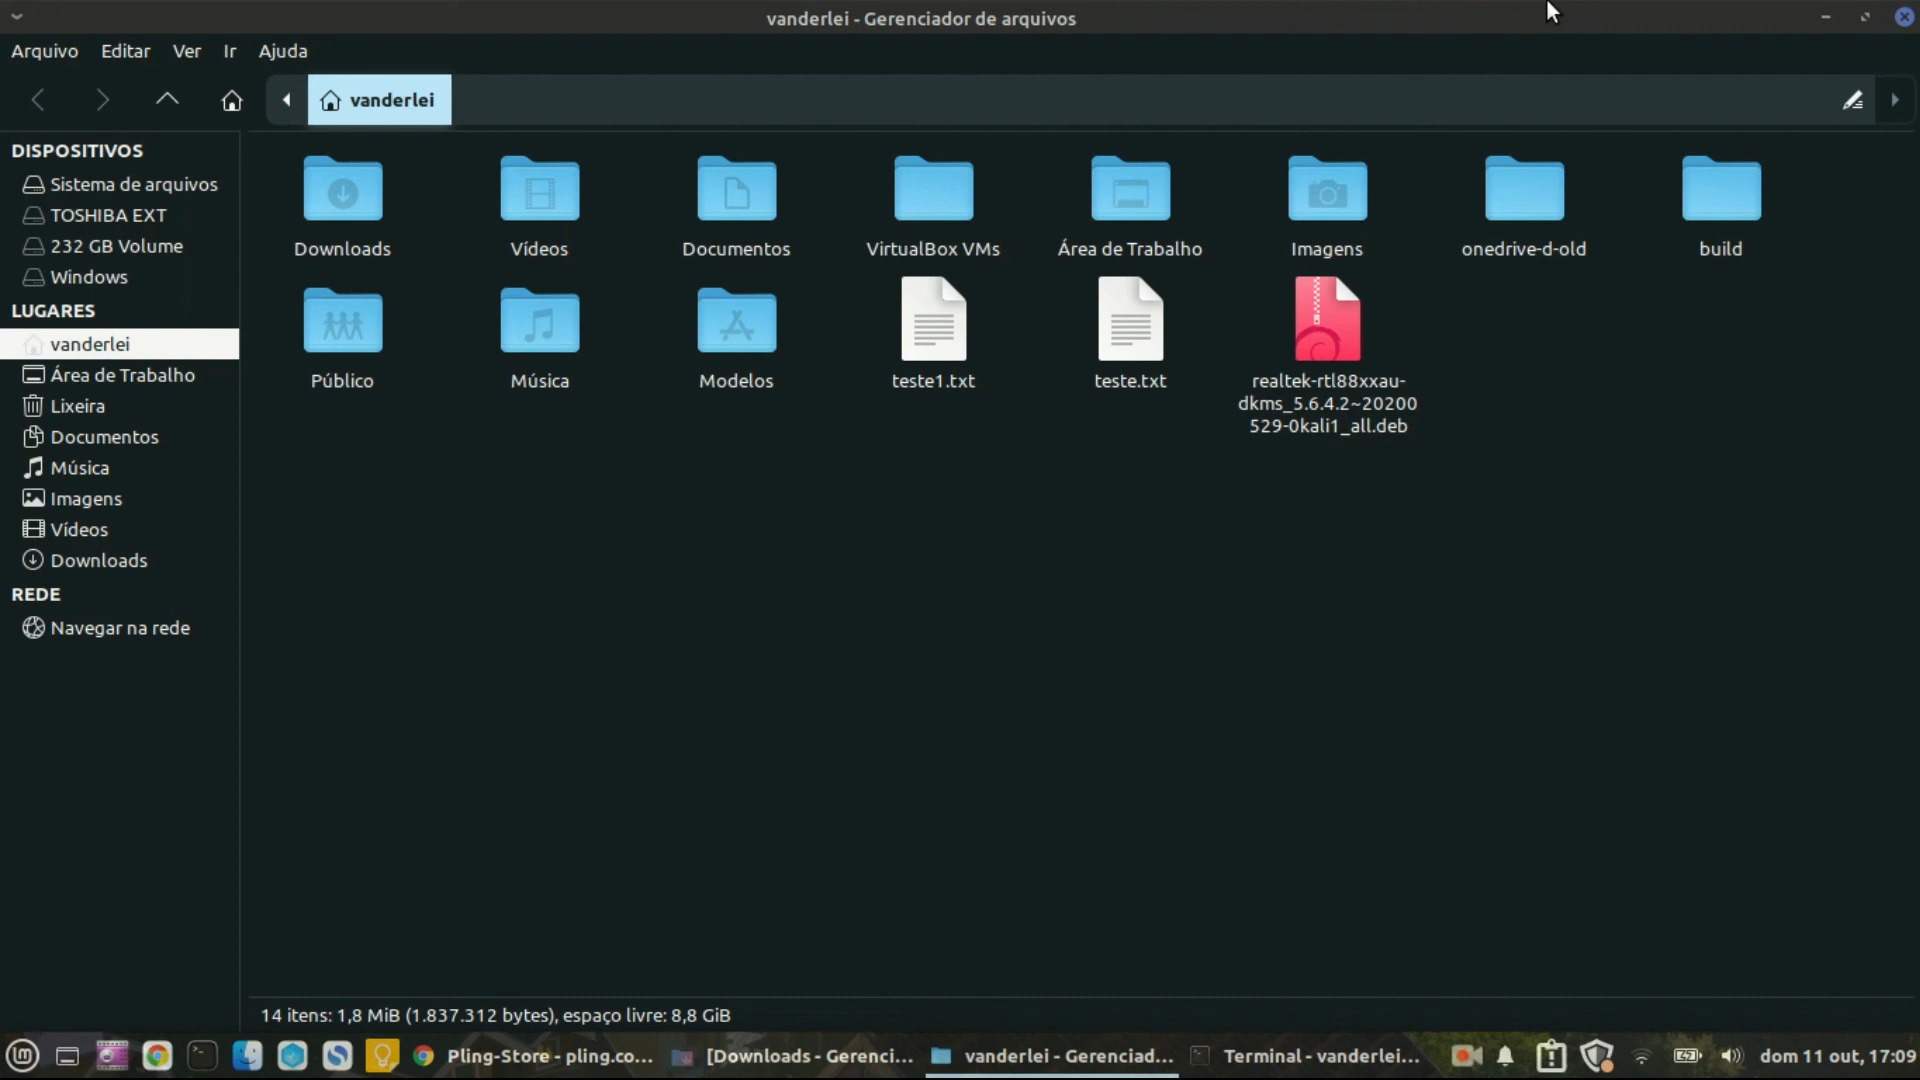 vanderlei - Gerenciador de arquivos
Arquivo Editar Ver Ir Ajuda
vanderlei
DISPOSITIVOS
Sistema de arquivos
TOSHIBA EXT
232 GB Volume
Windows
LUGARES
vanderlei
Área de Trabalho
Lixeira
Documentos
Música
Imagens
Vídeos
Downloads
REDE
Navegar na rede
Downloads Vídeos Documentos VirtualBox VMs Área de Trabalho Imagens onedrive-d-old build
Público Música Modelos teste1.txt teste.txt realtek-rtl88xxau-
dkms_5.6.4.2~20200
529-0kali1_all.deb
14 itens: 1,8 MiB (1.837.312 bytes), espaço livre: 8,8 GiB
Pling-Store - pling.co... [Downloads - Gerenci... vanderlei - Gerenciad... Terminal - vanderlei... dom 11 out, 17:09